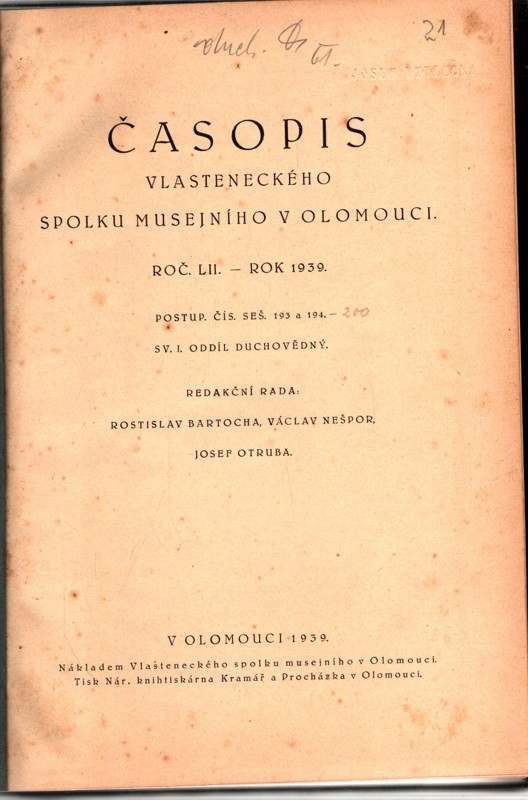 21
ČASOPIS
VLASTENECKÉHO
SPOLKU MUSEJNÍHO V OLOMOUCI.
ROČ. LII. — ROK 1939.
POSTUP. ČÍS. SEŠ. 193 a 194. – 200
SV. I. ODDÍL DUCHOVĚDNÝ.
REDAKČNÍ RADA:
ROSTISLAV BARTOCHA, VÁCLAV NEŠPOR,
JOSEF OTRUBA.
V OLOMOUCI 1939.
Nákladem Vlasteneckého spolku musejního v Olomouci.
Tisk Nár. knihtiskárna Kramář a Procházka v Olomouci.